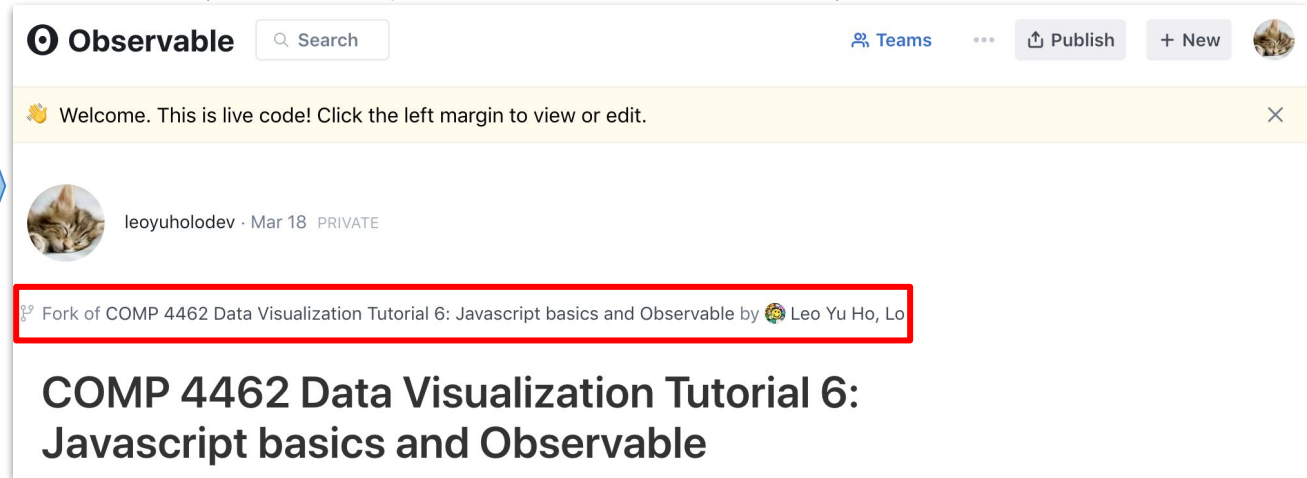 Observable
Search
Teams
Publish
+ New
👋 Welcome. This is live code! Click the left margin to view or edit.
leoyuholodev · Mar 18 PRIVATE
Fork of COMP 4462 Data Visualization Tutorial 6: Javascript basics and Observable by Leo Yu Ho, Lo
COMP 4462 Data Visualization Tutorial 6:
Javascript basics and Observable